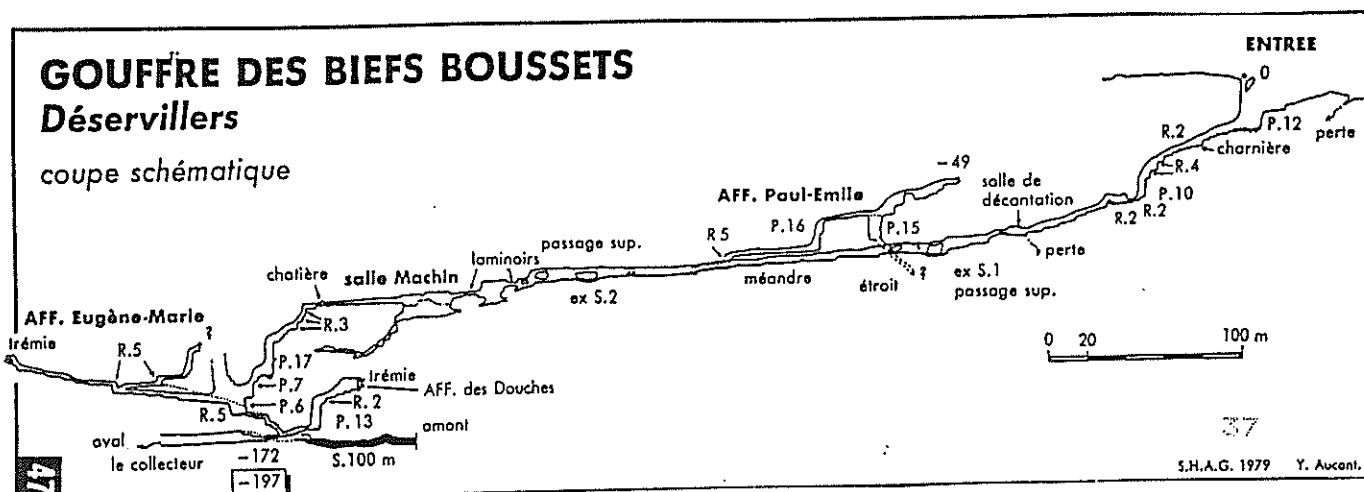 GOUFFRE DES BIEFS BOUSSETS
Déservillers
coupe schématique
ENTREE
0
R.2
P.12
perte
charnière
R.4
P.10
R.2
R.2
-49
salle de
décantation
AFF. Paul-Emile
P.16
P.15
R 5
perte
passage sup.
laminoirs
salle Machin
chatière
méandre
étroit
?
ex S.1
passage sup.
ex S.2
R.3
AFF. Eugène-Marie
?
trémie
R.5
P.17
P.7
P.6
R.5
trémie
AFF. des Douches
R. 2
P.13
0 20 100 m
aval
amont
le collecteur
-172
S.100 m
-197
37
S.H.A.G. 1979 Y. Aucant.